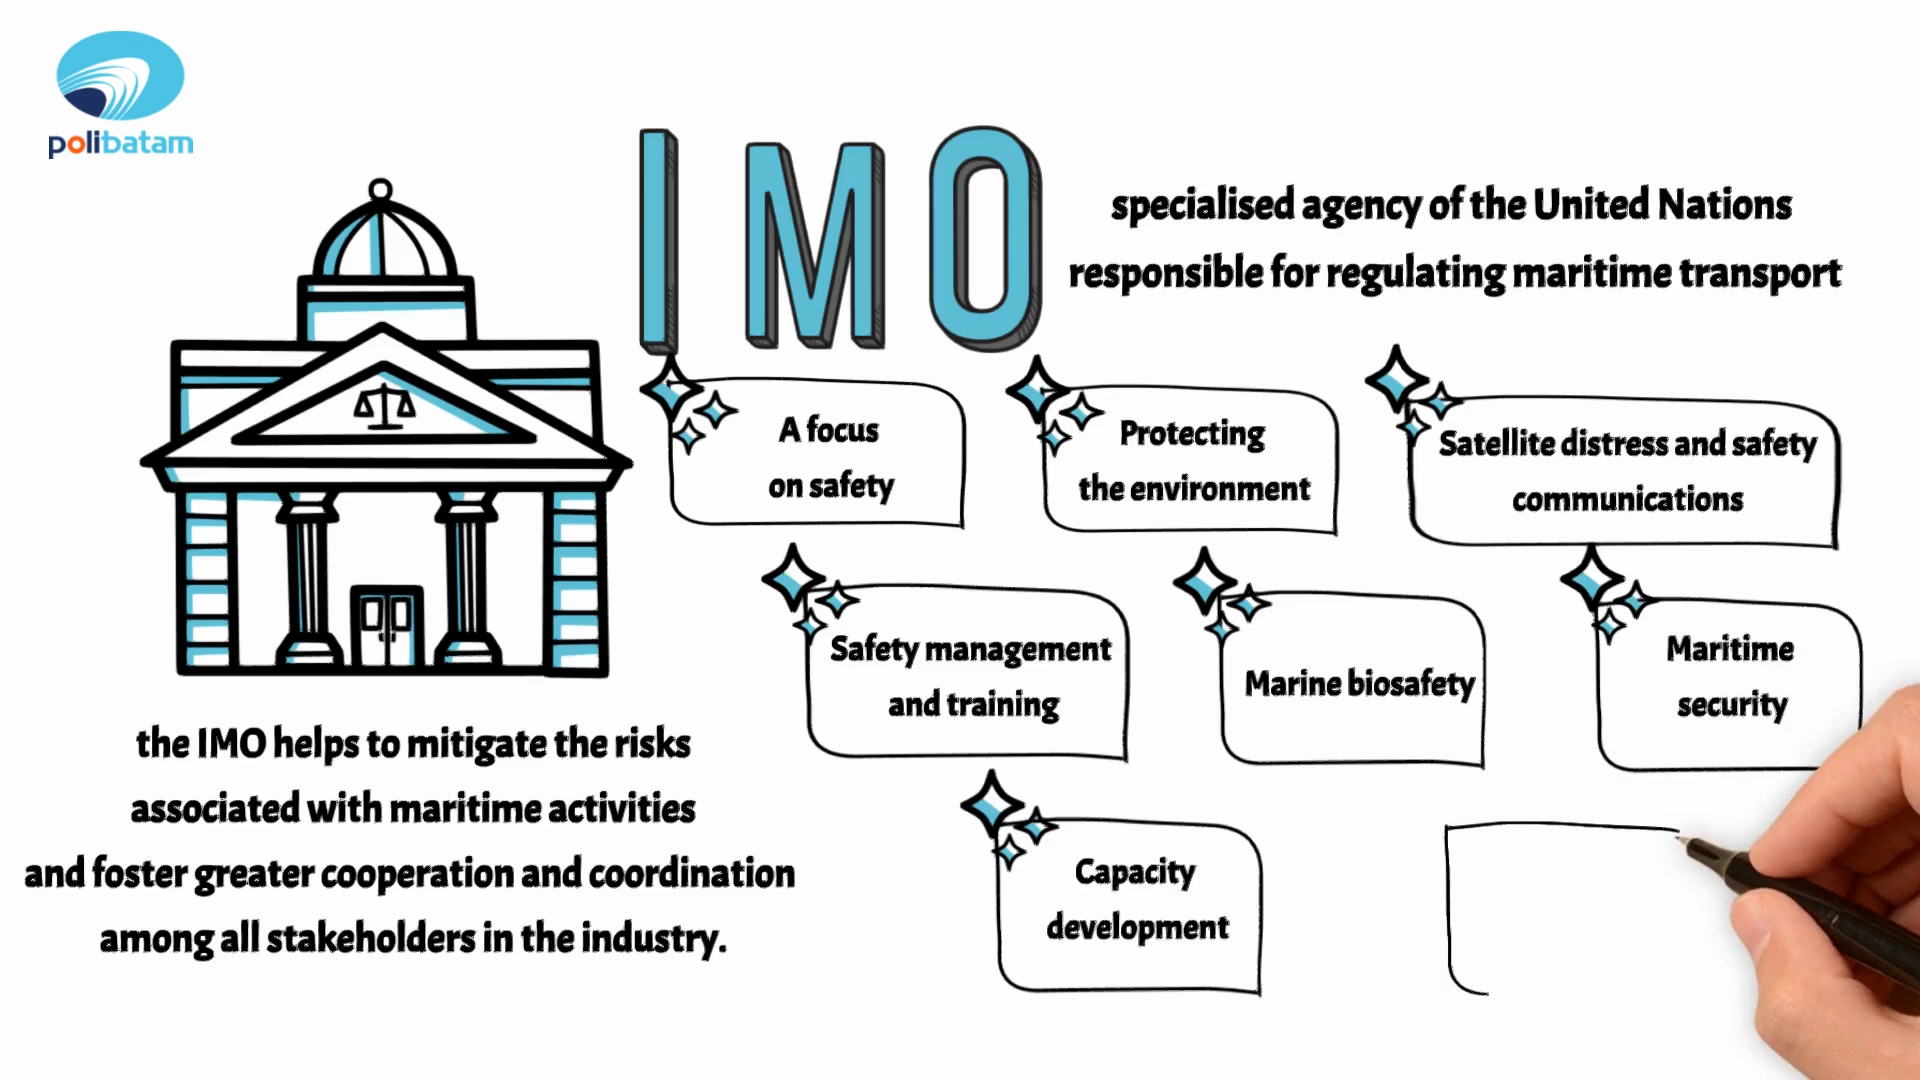 polibatam
IMO
specialised agency of the United Nations
responsible for regulating maritime transport
A focus
on safety
Protecting
the environment
Satellite distress and safety
communications
Safety management
and training
Marine biosafety
Maritime
security
Capacity
development
the IMO helps to mitigate the risks
associated with maritime activities
and foster greater cooperation and coordination
among all stakeholders in the industry.